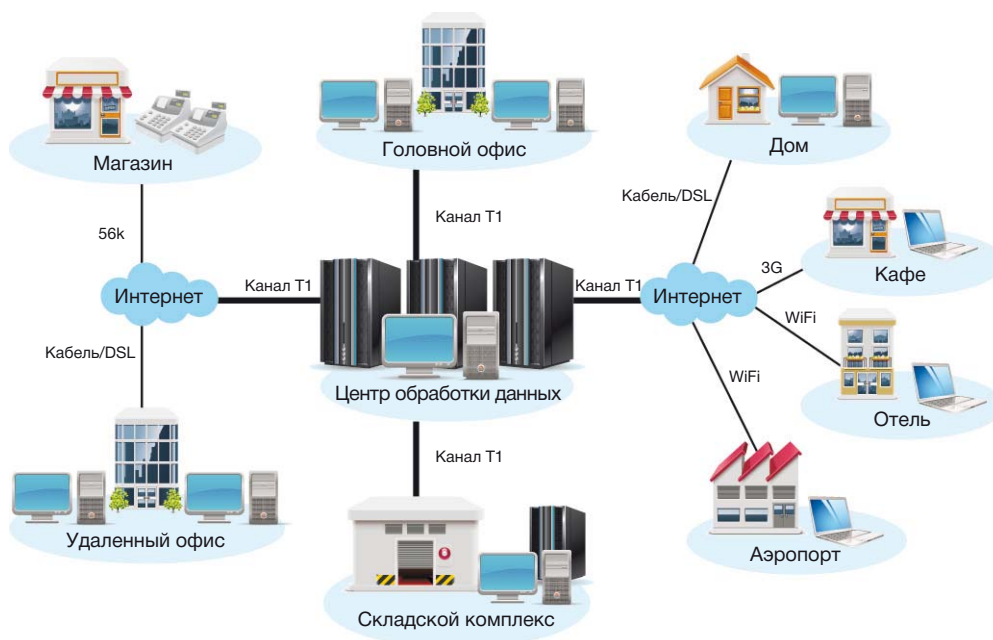 Магазин
Головной офис
Дом
56k
Канал T1
Кабель/DSL
3G
Кафе
Интернет
Канал T1
Канал T1
Интернет
WiFi
Кабель/DSL
Центр обработки данных
WiFi
Отель
Канал T1
Удаленный офис
Аэропорт
Складской комплекс